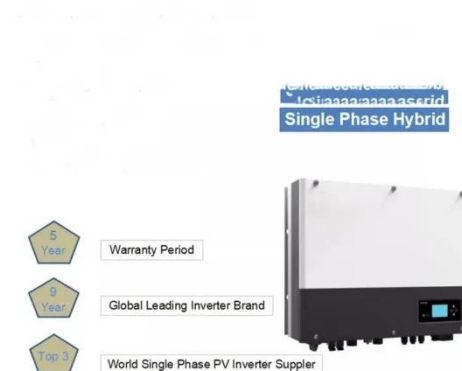 Single Phase Hybrid
5
Year
Warranty Period
9
Year
Global Leading Inverter Brand
Top 3
World Single Phase PV Inverter Suppler